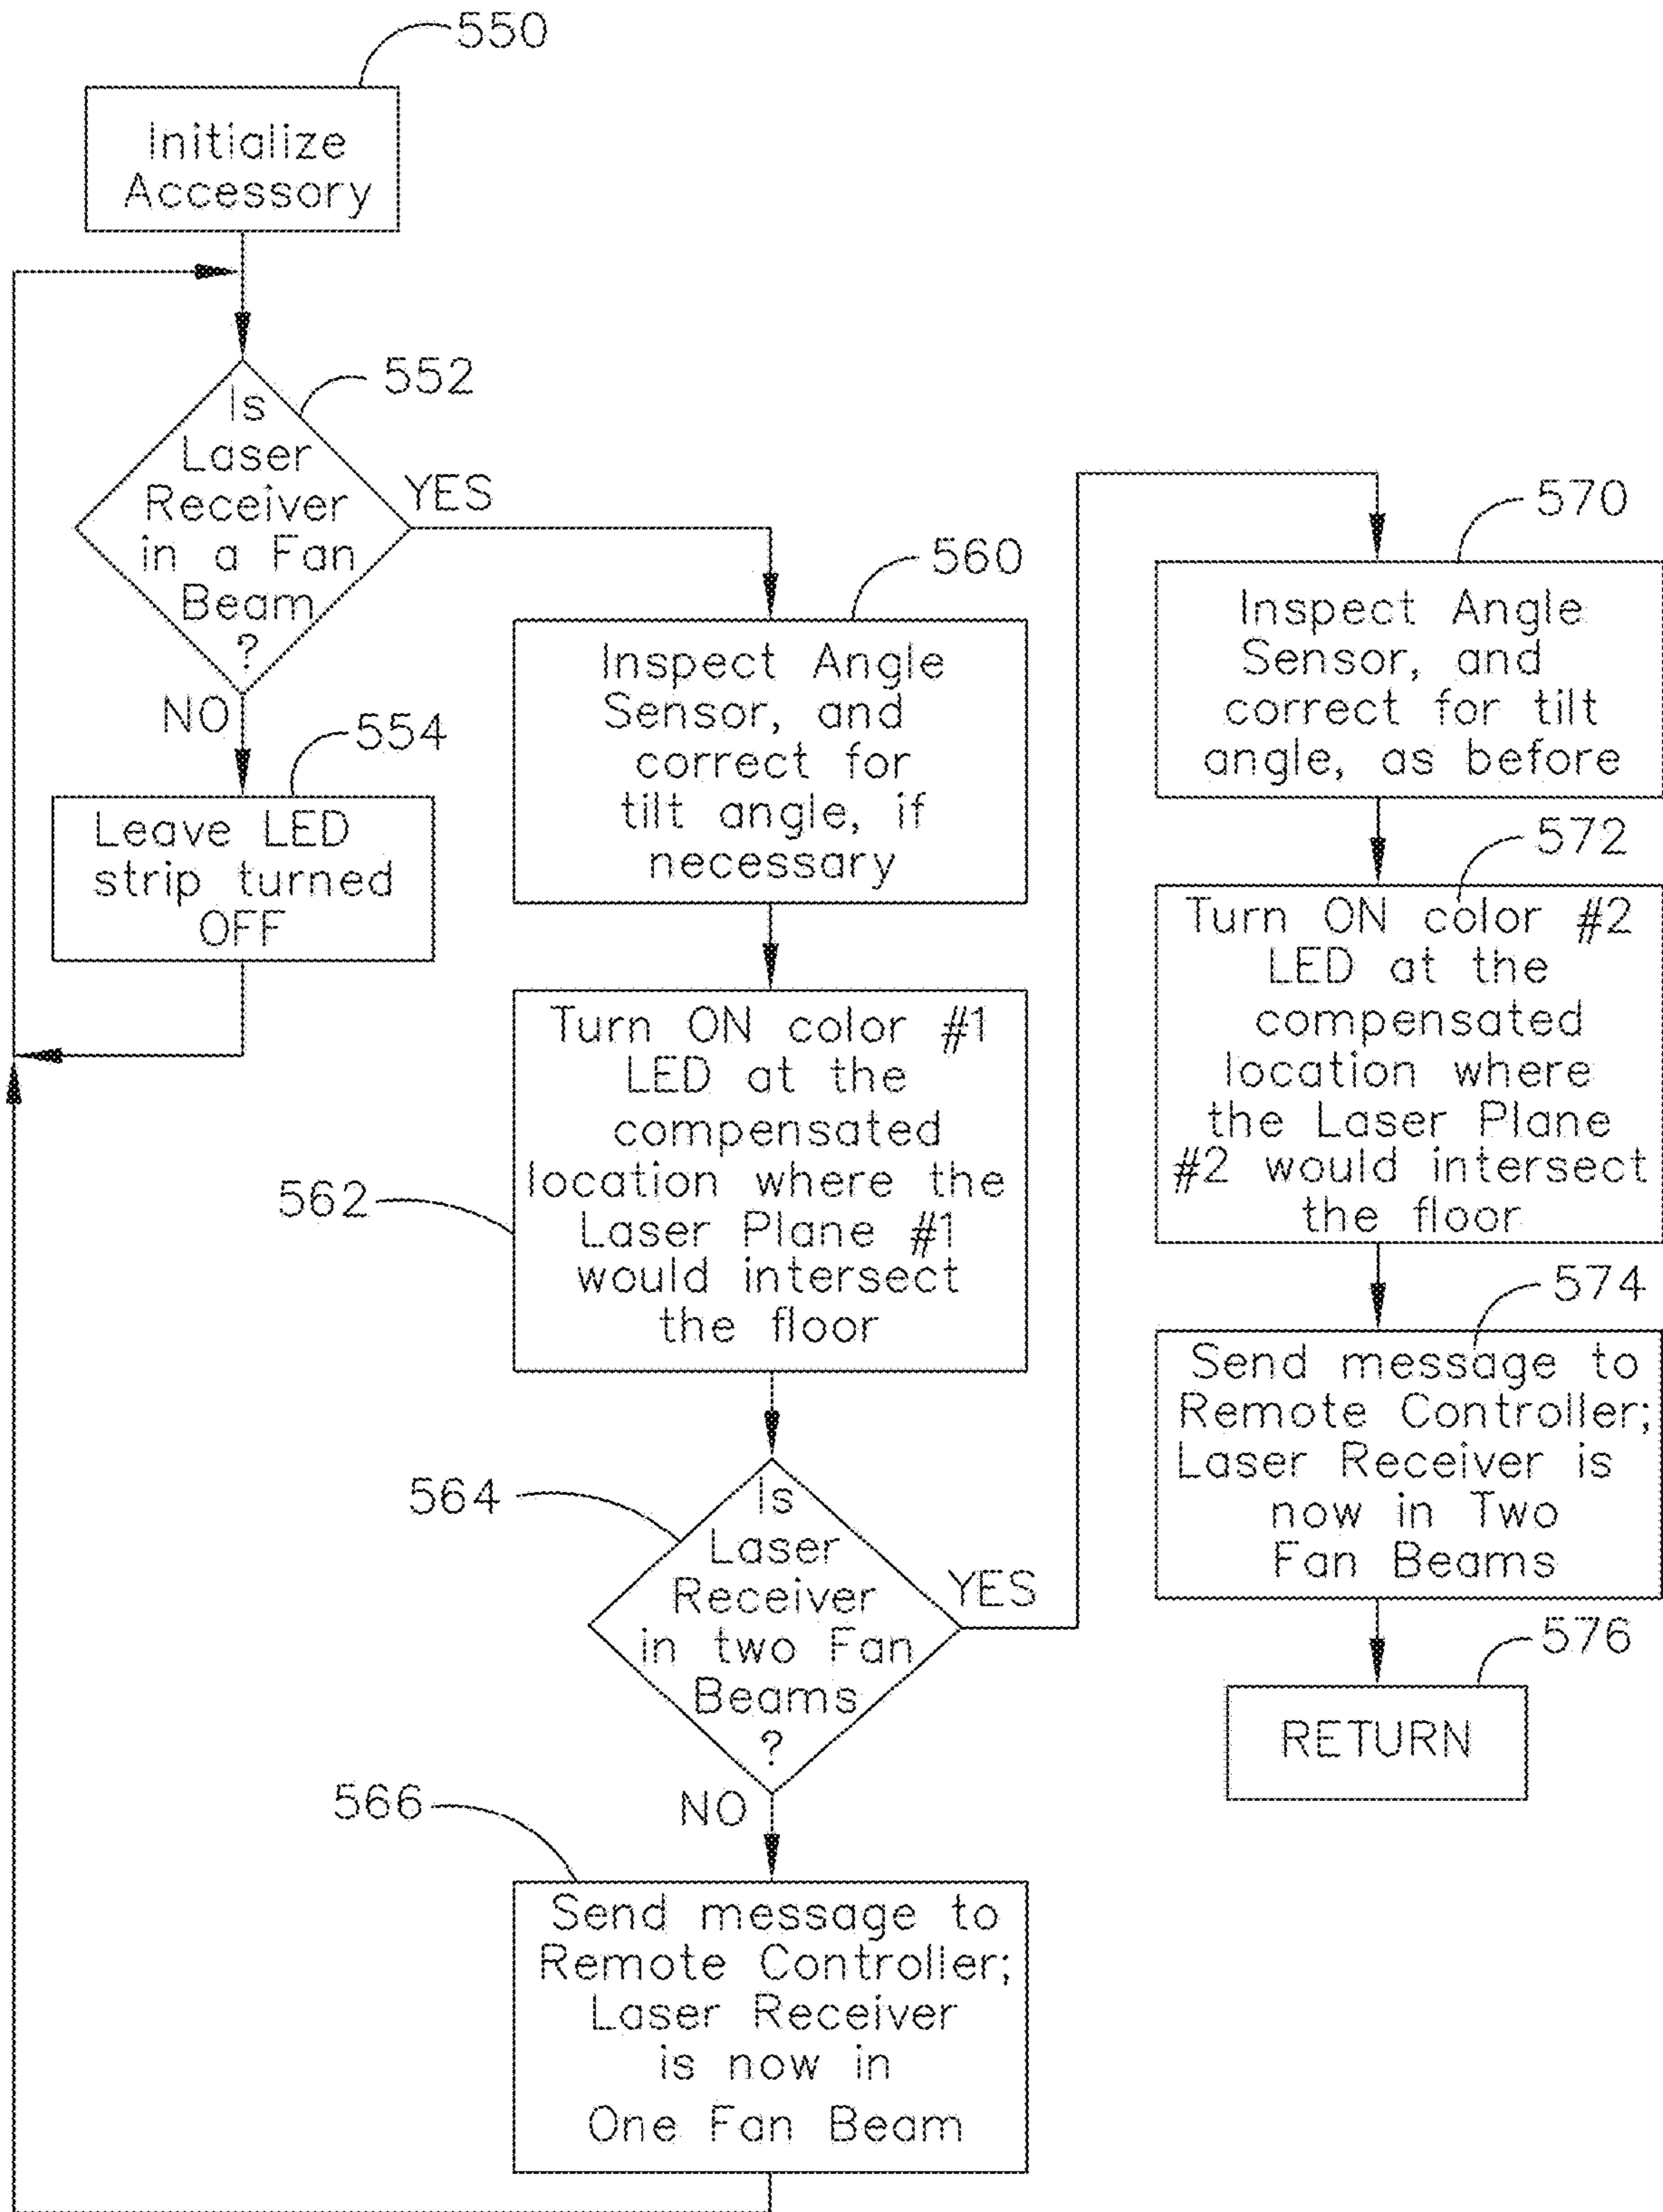 550
Initialize
Accessory
552
Is
Laser
Receiver
in a Fan
Beam
?
YES
NO
554
Leave LED
strip turned
OFF
560
Inspect Angle
Sensor, and
correct for
tilt angle, if
necessary
562
Turn ON color #1
LED at the
compensated
location where the
Laser Plane #1
would intersect
the floor
564
Is
Laser
Receiver
in two Fan
Beams
?
YES
NO
566
Send message to
Remote Controller;
Laser Receiver
is now in
One Fan Beam
570
Inspect Angle
Sensor, and
correct for tilt
angle, as before
572
Turn ON color #2
LED at the
compensated
location where
the Laser Plane
#2 would intersect
the floor
574
Send message to
Remote Controller;
Laser Receiver is
now in Two
Fan Beams
576
RETURN